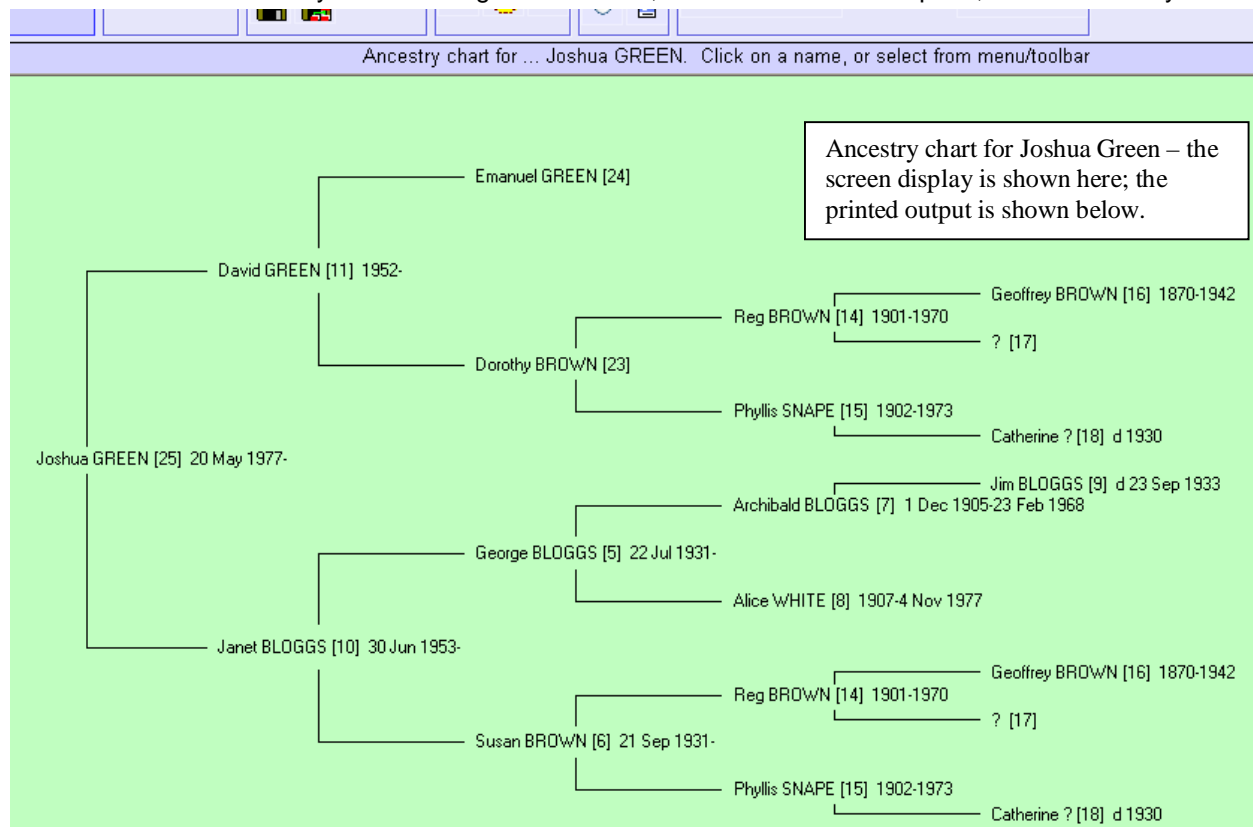 Ancestry chart for ... Joshua GREEN. Click on a name, or select from menu/toolbar
Ancestry chart for Joshua Green – the
screen display is shown here; the
printed output is shown below.
Emanuel GREEN [24]
David GREEN [11] 1952-
Geoffrey BROWN [16] 1870-1942
Reg BROWN [14] 1901-1970
? [17]
Dorothy BROWN [23]
Phyllis SNAPE [15] 1902-1973
Catherine ? [18] d 1930
Joshua GREEN [25] 20 May 1977-
Jim BLOGGS [9] d 23 Sep 1933
Archibald BLOGGS [7] 1 Dec 1905-23 Feb 1968
George BLOGGS [5] 22 Jul 1931-
Alice WHITE [8] 1907-4 Nov 1977
Janet BLOGGS [10] 30 Jun 1953-
Geoffrey BROWN [16] 1870-1942
Reg BROWN [14] 1901-1970
? [17]
Susan BROWN [6] 21 Sep 1931-
Phyllis SNAPE [15] 1902-1973
Catherine ? [18] d 1930